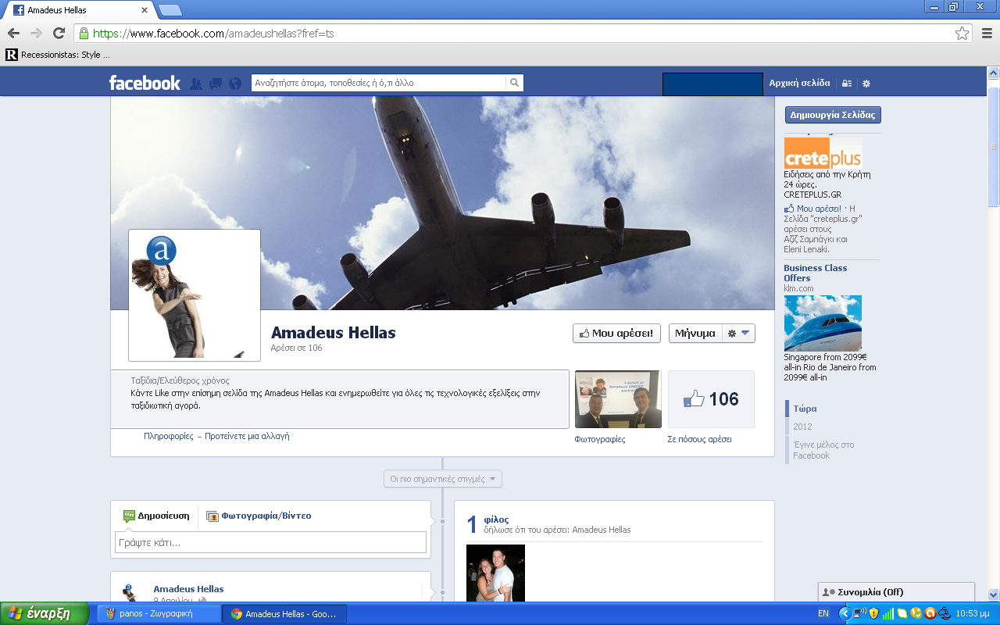 Amadeus Hellas
https://www.facebook.com/amadeushellas?fref=ts
R Recessionistas: Style ...
facebook
Αναζητήστε άτομα, τοποθεσίες ή ό,τι άλλο
Αρχική σελίδα
Δημιουργία Σελίδας
creteplus
Ειδήσεις από την Κρήτη
24 ώρες.
CRETEPLUS.GR
Μου αρέσει! · Η
Σελίδα "creteplus.gr"
αρέσει στους
Αζίζ Σαμπάγκι και
Eleni Lenaki.
Business Class
Offers
klm.com
Singapore from 2099€
all-in Rio de Janeiro from
2099€ all-in
a
Amadeus Hellas
Αρέσει σε 106
Μου αρέσει!
Μήνυμα
Ταξίδια/Ελεύθερος χρόνος
Κάντε Like στην επίσημη σελίδα της Amadeus Hellas και ενημερωθείτε για όλες τις τεχνολογικές εξελίξεις στην
ταξιδιωτική αγορά.
Πληροφορίες – Προτείνετε μια αλλαγή
Launch of
Amadeus UNICEF
partnership
Φωτογραφίες
106
Σε πόσους αρέσει
Τώρα
2012
Έγινε μέλος στο
Facebook
Οι πιο σημαντικές στιγμές
Δημοσίευση
Φωτογραφία/Βίντεο
Γράψτε κάτι...
1 φίλος
δήλωσε ότι του αρέσει: Amadeus Hellas
Amadeus Hellas
9 Απριλίου
Συνομιλία (Off)
έναρξη
panos - Ζωγραφική
Amadeus Hellas - Goo...
EN
10:53 μμ